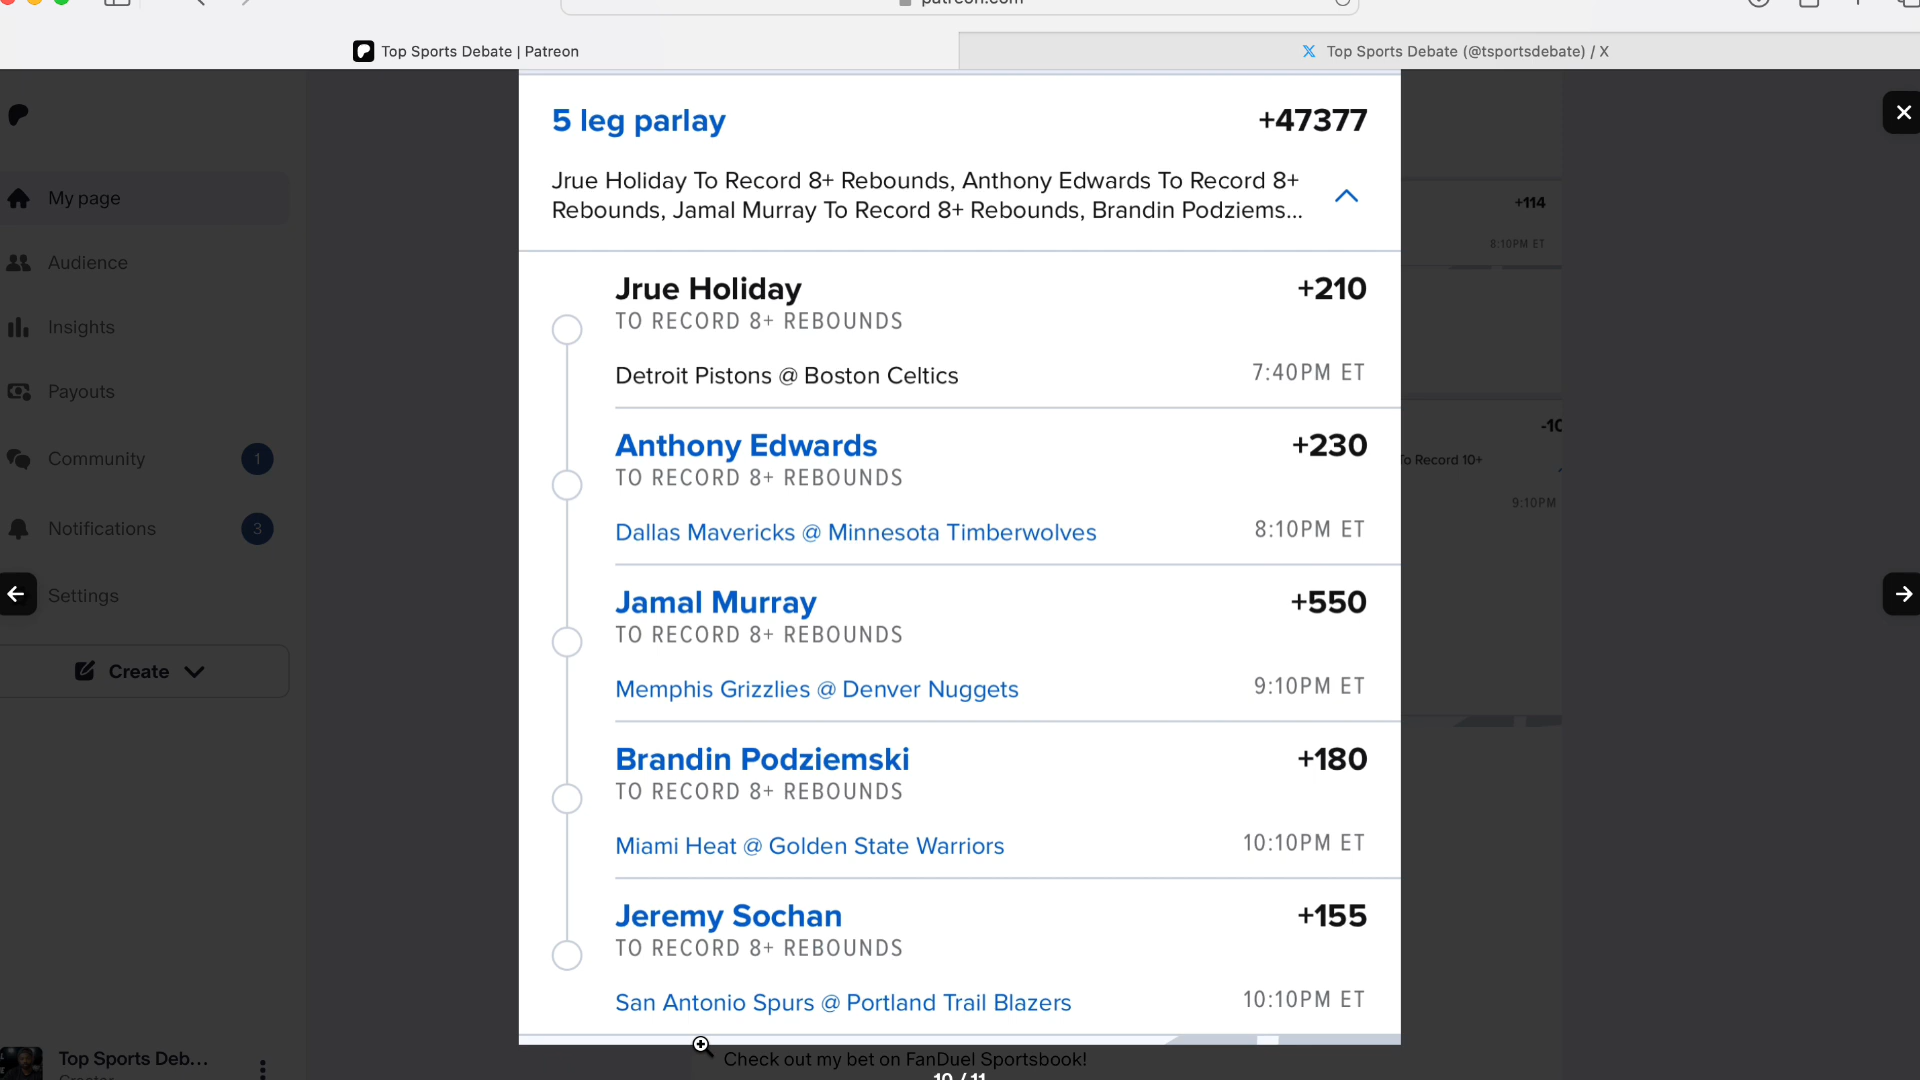 Top Sports Debate | Patreon
Top Sports Debate (@tsportsdebate) / X
5 leg parlay
+47377
Jrue Holiday To Record 8+ Rebounds, Anthony Edwards To Record 8+
Rebounds, Jamal Murray To Record 8+ Rebounds, Brandin Podziems...
Jrue Holiday
+210
TO RECORD 8+ REBOUNDS
Detroit Pistons @ Boston Celtics
7:40PM ET
Anthony Edwards
+230
TO RECORD 8+ REBOUNDS
Dallas Mavericks @ Minnesota Timberwolves
8:10PM ET
Jamal Murray
+550
TO RECORD 8+ REBOUNDS
Memphis Grizzlies @ Denver Nuggets
9:10PM ET
Brandin Podziemski
+180
TO RECORD 8+ REBOUNDS
Miami Heat @ Golden State Warriors
10:10PM ET
Jeremy Sochan
+155
TO RECORD 8+ REBOUNDS
San Antonio Spurs @ Portland Trail Blazers
10:10PM ET
Check out my bet on FanDuel Sportsbook!
10 / 11
My page
Audience
Insights
Payouts
Community
1
Notifications
3
Settings
Create
Top Sports Deb...
+114
8:10PM ET
To Record 10+
9:10PM